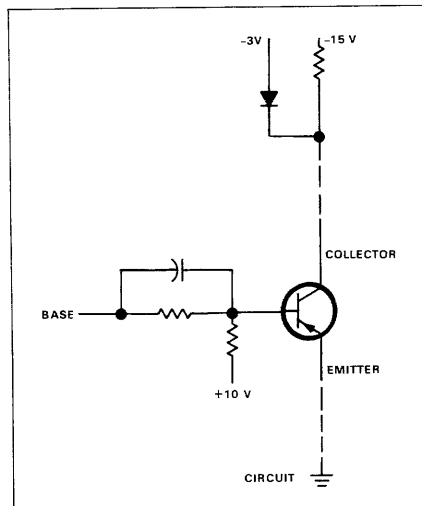 -3V -15 V
COLLECTOR
BASE
EMITTER
+10 V
CIRCUIT